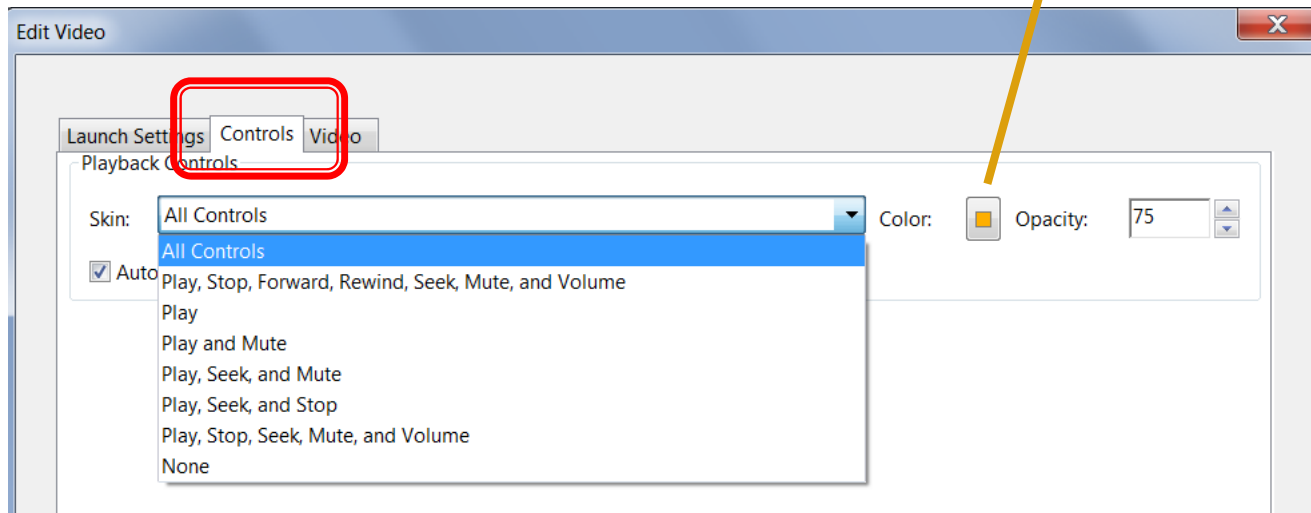 Edit Video
Launch Settings Controls Video
Playback Controls
Skin: All Controls Color: Opacity: 75
All Controls
Auto
Play, Stop, Forward, Rewind, Seek, Mute, and Volume
Play
Play and Mute
Play, Seek, and Mute
Play, Seek, and Stop
Play, Stop, Seek, Mute, and Volume
None